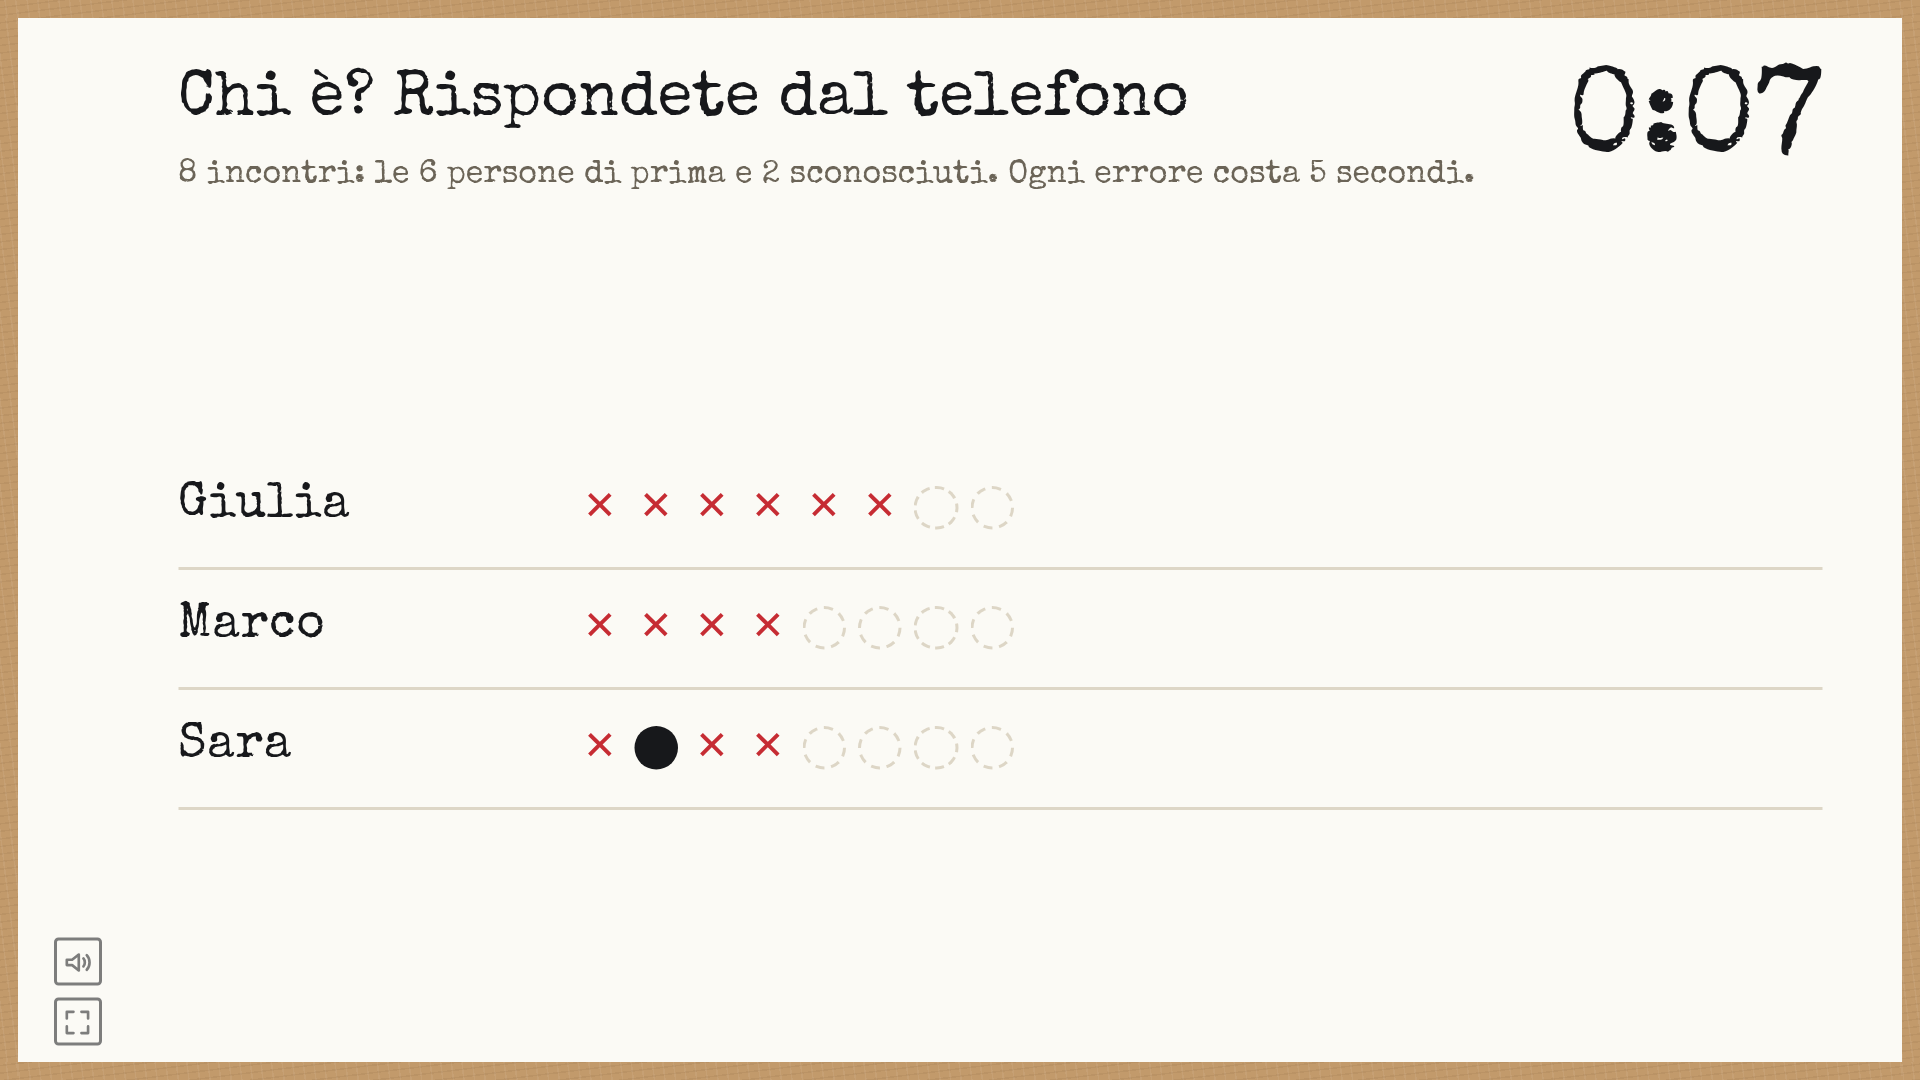 Chi è? Rispondete dal telefono
0:07
8 incontri: le 6 persone di prima e 2 sconosciuti. Ogni errore costa 5 secondi.
Giulia
Marco
Sara